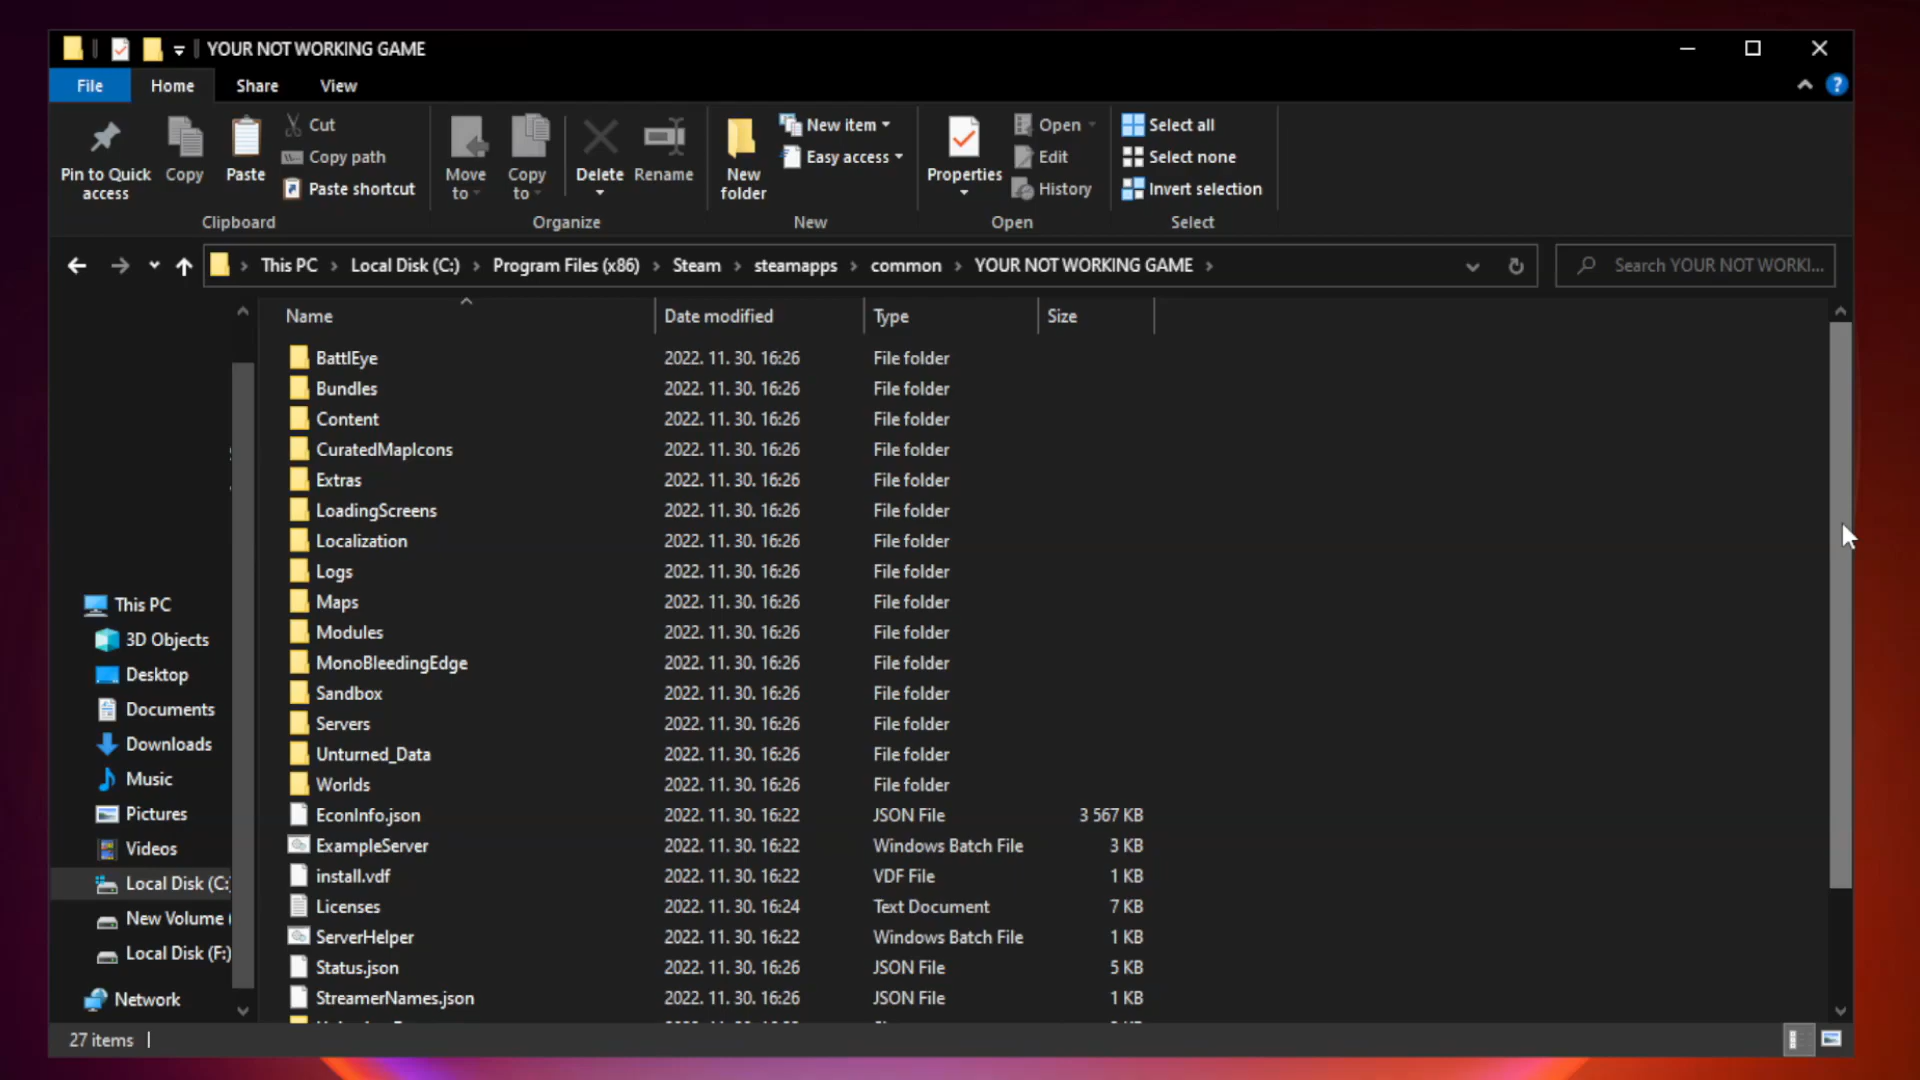 YOUR NOT WORKING GAME
File Home Share View
Pin to Quick access
Copy
Paste
Cut
Copy path
Paste shortcut
Clipboard
Move to
Copy to
Delete
Rename
Organize
New folder
New item
Easy access
New
Properties
Open
Edit
History
Open
Select all
Select none
Invert selection
Select
This PC > Local Disk (C:) > Program Files (x86) > Steam > steamapps > common > YOUR NOT WORKING GAME >
Search YOUR NOT WORKI...
Name Date modified Type Size
BattlEye 2022. 11. 30. 16:26 File folder
Bundles 2022. 11. 30. 16:26 File folder
Content 2022. 11. 30. 16:26 File folder
CuratedMapIcons 2022. 11. 30. 16:26 File folder
Extras 2022. 11. 30. 16:26 File folder
LoadingScreens 2022. 11. 30. 16:26 File folder
Localization 2022. 11. 30. 16:26 File folder
Logs 2022. 11. 30. 16:26 File folder
Maps 2022. 11. 30. 16:26 File folder
Modules 2022. 11. 30. 16:26 File folder
MonoBleedingEdge 2022. 11. 30. 16:26 File folder
Sandbox 2022. 11. 30. 16:26 File folder
Servers 2022. 11. 30. 16:26 File folder
Unturned_Data 2022. 11. 30. 16:26 File folder
Worlds 2022. 11. 30. 16:26 File folder
EconInfo.json 2022. 11. 30. 16:22 JSON File 3 567 KB
ExampleServer 2022. 11. 30. 16:22 Windows Batch File 3 KB
install.vdf 2022. 11. 30. 16:22 VDF File 1 KB
Licenses 2022. 11. 30. 16:24 Text Document 7 KB
ServerHelper 2022. 11. 30. 16:22 Windows Batch File 1 KB
Status.json 2022. 11. 30. 16:26 JSON File 5 KB
StreamerNames.json 2022. 11. 30. 16:26 JSON File 1 KB
This PC
3D Objects
Desktop
Documents
Downloads
Music
Pictures
Videos
Local Disk (C:
New Volume (
Local Disk (F:)
Network
27 items